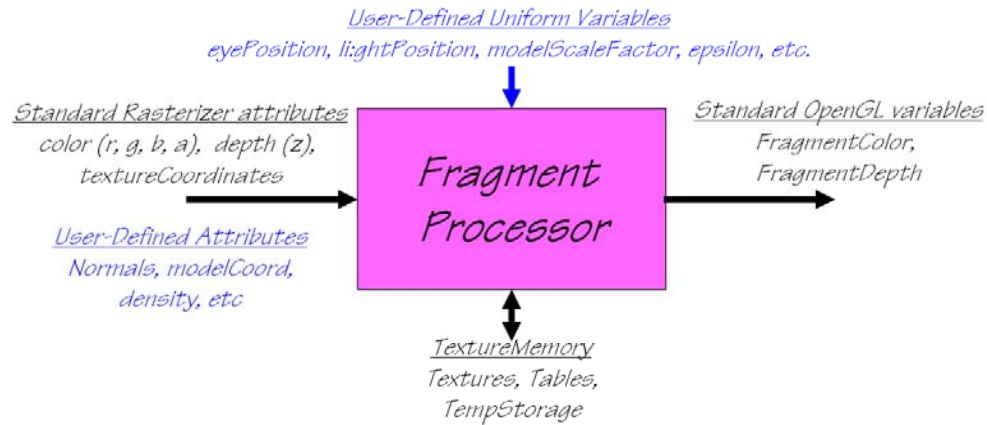 User-Defined Uniform Variables
eyePosition, li:ghtPosition, modelScaleFactor, epsilon, etc.
Standard Rasterizer attributes
color (r, g, b, a), depth (z),
textureCoordinates
User-Defined Attributes
Normals, modelCoord,
density, etc
Fragment
Processor
Standard OpenGL variables
FragmentColor,
FragmentDepth
TextureMemory
Textures, Tables,
TempStorage